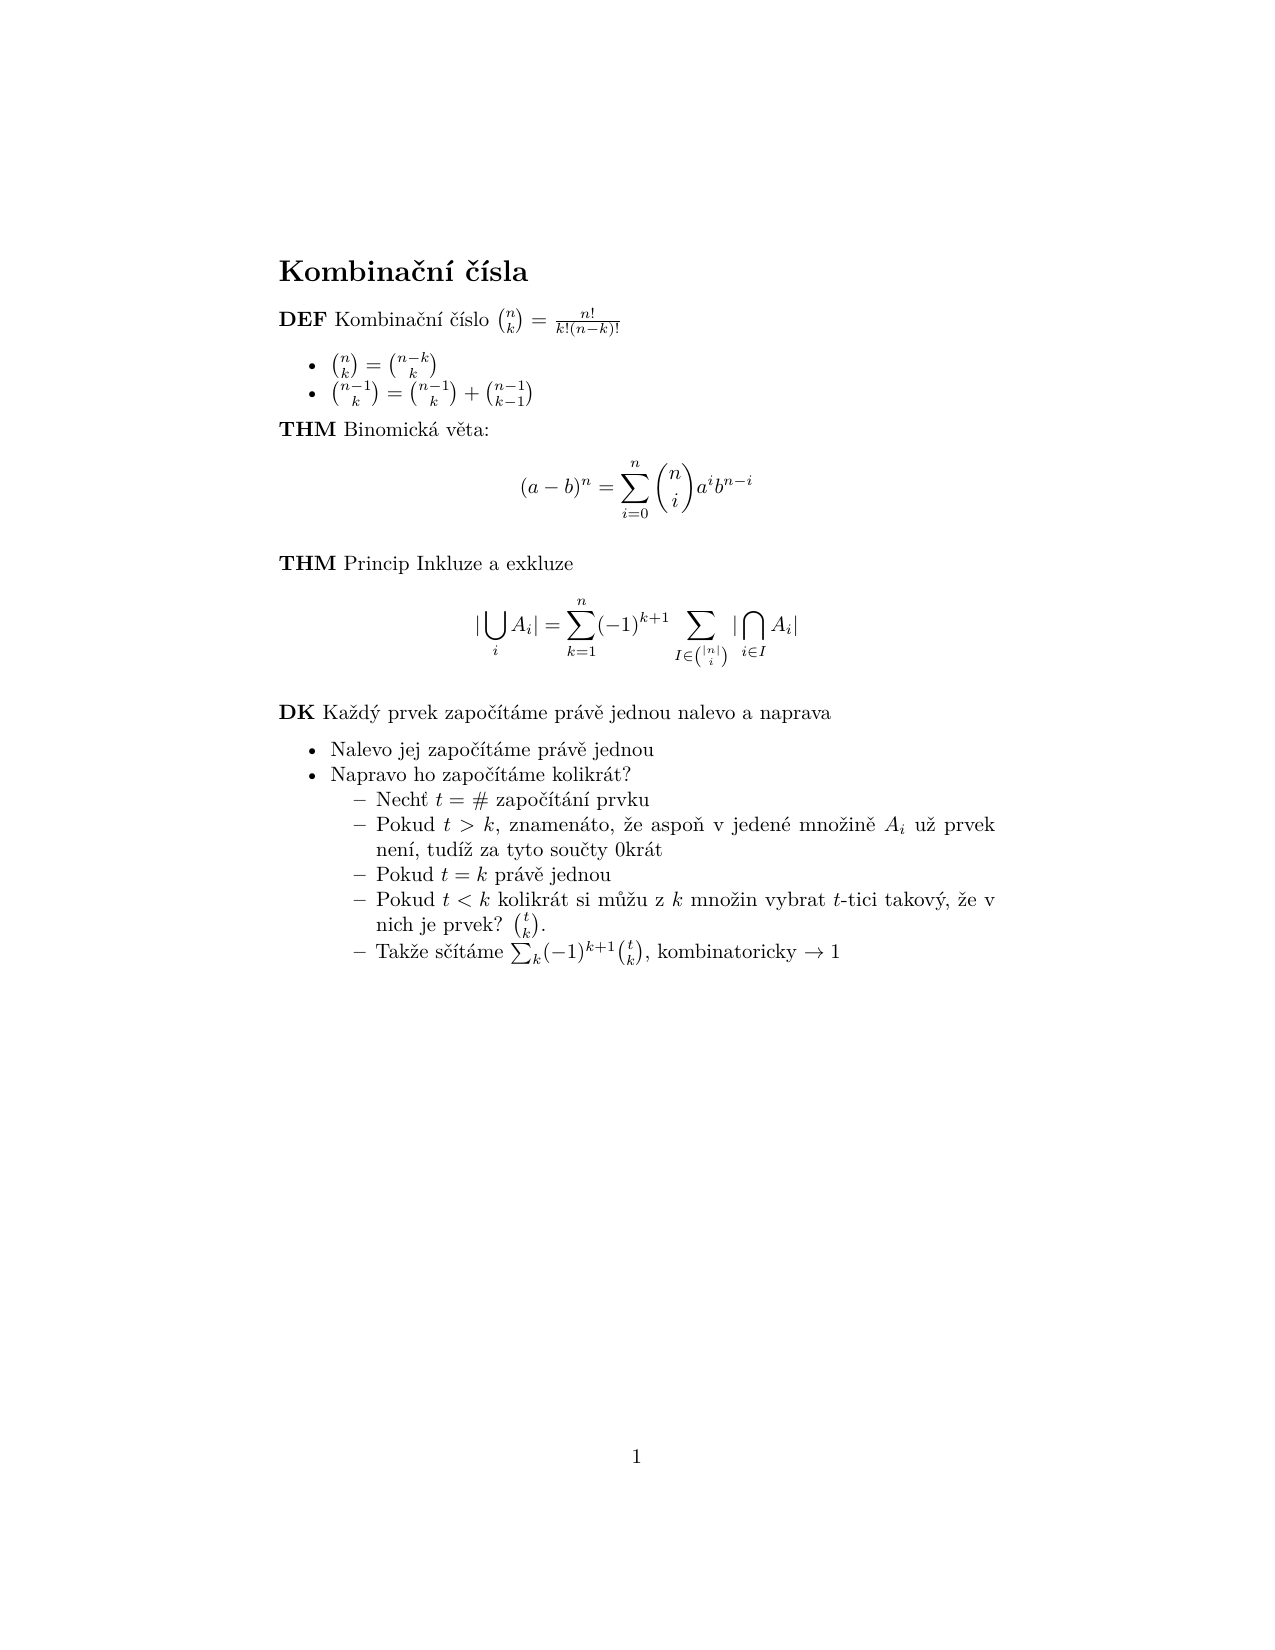 Kombinační čísla
DEF Kombinační číslo $\binom{n}{k} = \frac{n!}{k!(n-k)!}$
• $\binom{n}{k} = \binom{n-k}{k}$
• $\binom{n-1}{k} = \binom{n-1}{k} + \binom{n-1}{k-1}$
THM Binomická věta:
$(a - b)^n = \sum_{i=0}^{n} \binom{n}{i} a^i b^{n-i}$
THM Princip Inkluze a exkluze
$|\bigcup_i A_i| = \sum_{k=1}^{n} (-1)^{k+1} \sum_{I \in \binom{|n|}{i}} |\bigcap_{i \in I} A_i|$
DK Každý prvek započítáme právě jednou nalevo a naprava
• Nalevo jej započítáme právě jednou
• Napravo ho započítáme kolikrát?
– Nechť $t = \#$ započítání prvku
– Pokud $t > k$, znamenáto, že aspoň v jedené množině $A_i$ už prvek
není, tudíž za tyto součty 0krát
– Pokud $t = k$ právě jednou
– Pokud $t < k$ kolikrát si můžu z $k$ množin vybrat $t$-tici takový, že v
nich je prvek? $\binom{t}{k}$.
– Takže sčítáme $\sum_k (-1)^{k+1} \binom{t}{k}$, kombinatoricky $\to 1$
1